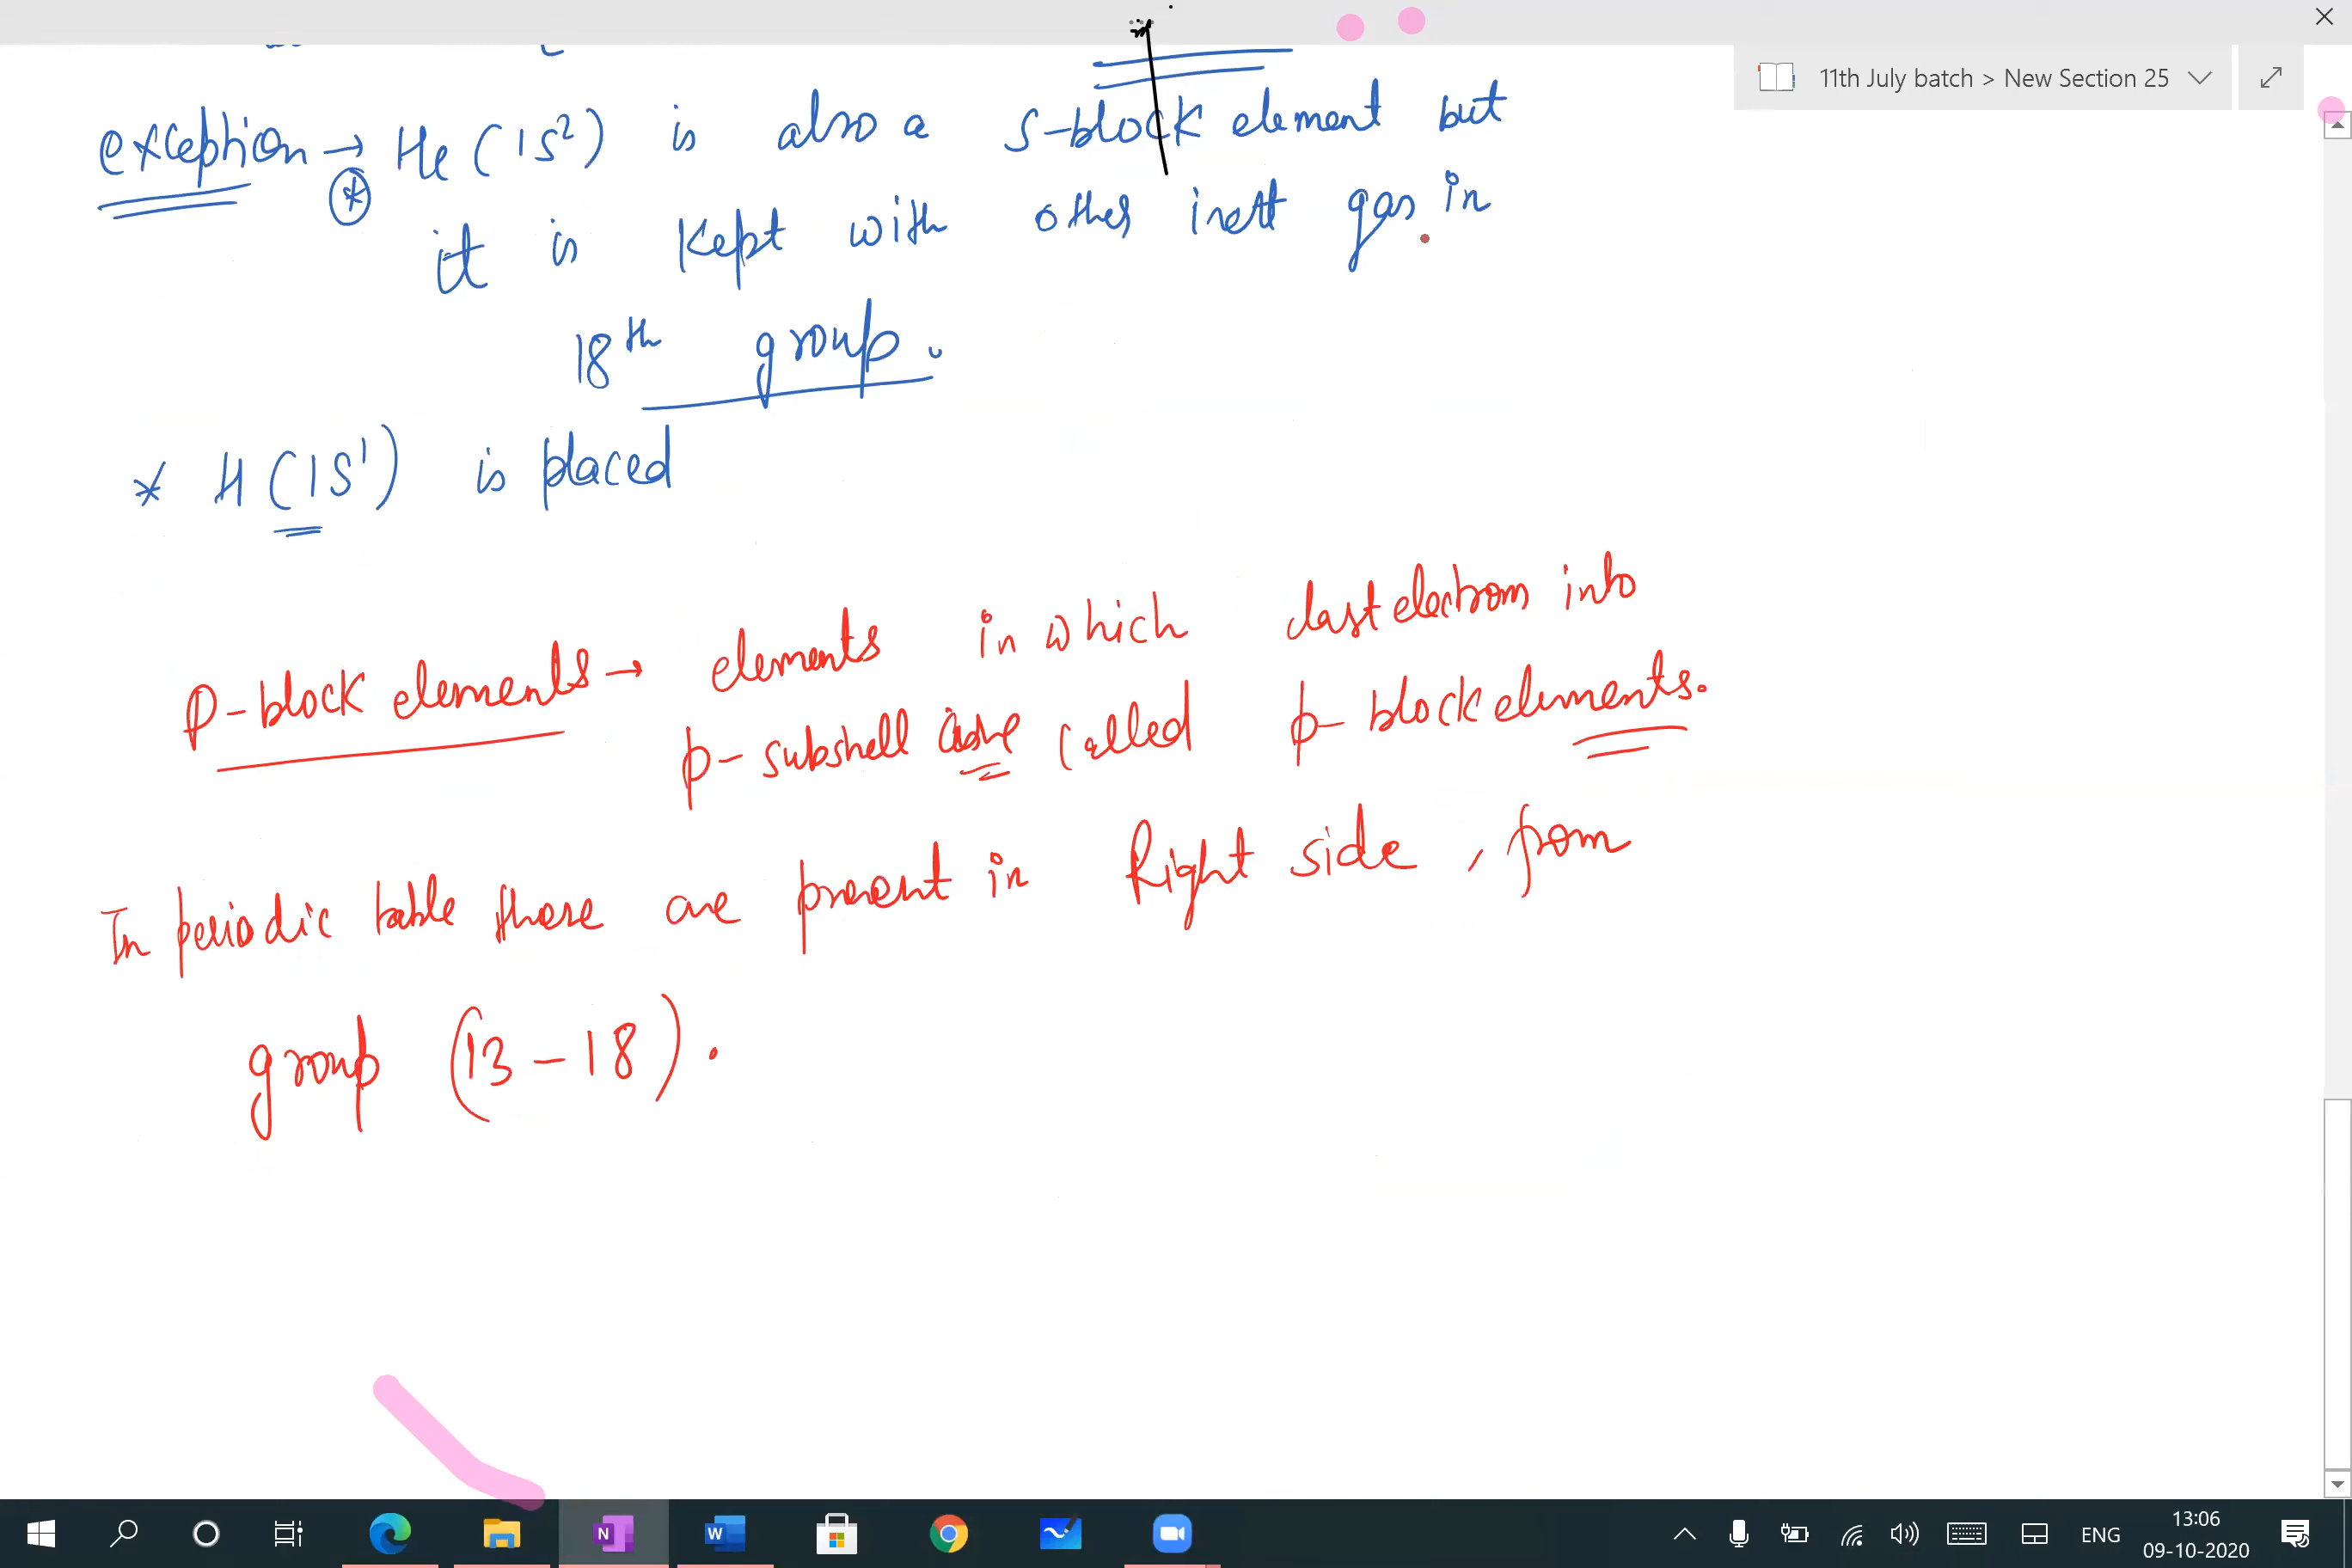 11th July batch > New Section 25
exception → He (1s²) is also a s-block element but
it is kept with other inert gas in
18th group.
* H (1s¹) is placed
p-block elements → elements in which last electron into
p-subshell are called p-block elements.
In periodic table these are present in Right side, from
group (13-18).
ENG
13:06
09-10-2020